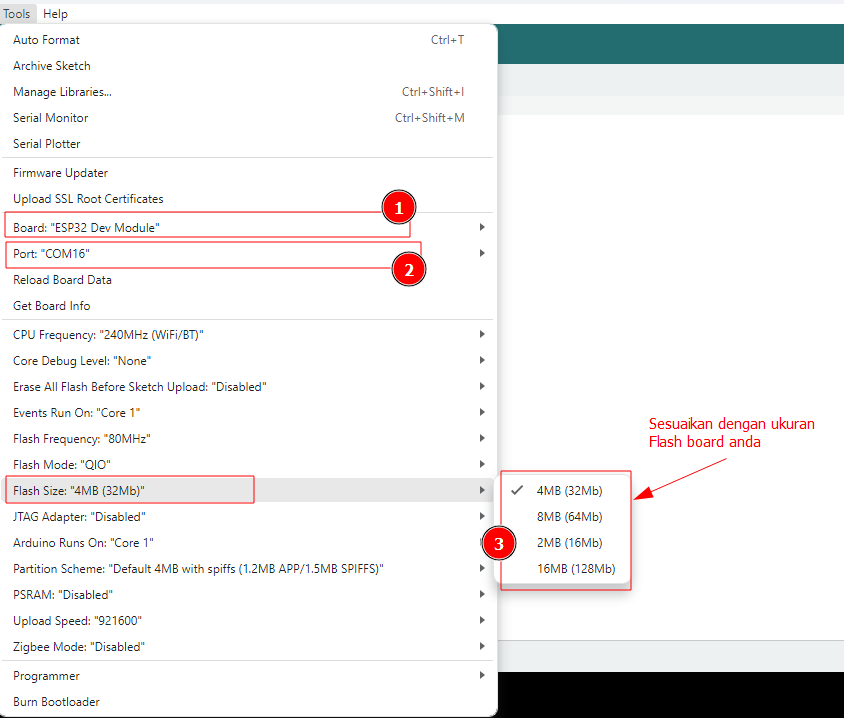 Tools Help
Auto Format Ctrl+T
Archive Sketch
Manage Libraries... Ctrl+Shift+I
Serial Monitor Ctrl+Shift+M
Serial Plotter
Firmware Updater
Upload SSL Root Certificates
1
Board: "ESP32 Dev Module"
Port: "COM16"
2
Reload Board Data
Get Board Info
CPU Frequency: "240MHz (WiFi/BT)"
Core Debug Level: "None"
Erase All Flash Before Sketch Upload: "Disabled"
Events Run On: "Core 1"
Flash Frequency: "80MHz"
Flash Mode: "QIO"
Flash Size: "4MB (32Mb)"
JTAG Adapter: "Disabled"
Arduino Runs On: "Core 1"
Partition Scheme: "Default 4MB with spiffs (1.2MB APP/1.5MB SPIFFS)"
PSRAM: "Disabled"
Upload Speed: "921600"
Zigbee Mode: "Disabled"
Programmer
Burn Bootloader
Sesuaikan dengan ukuran
Flash board anda
4MB (32Mb)
8MB (64Mb)
3
2MB (16Mb)
16MB (128Mb)